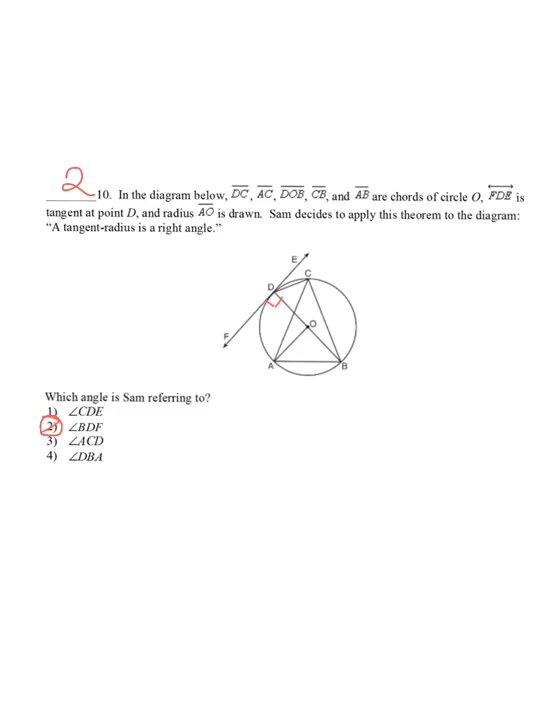 2
10. In the diagram below, DC, AC, DOB, CB, and AB are chords of circle O, FDE is
tangent at point D, and radius AO is drawn. Sam decides to apply this theorem to the diagram:
“A tangent-radius is a right angle.”
E
C
D
O
F
A
B
Which angle is Sam referring to?
1) ∠CDE
2) ∠BDF
3) ∠ACD
4) ∠DBA